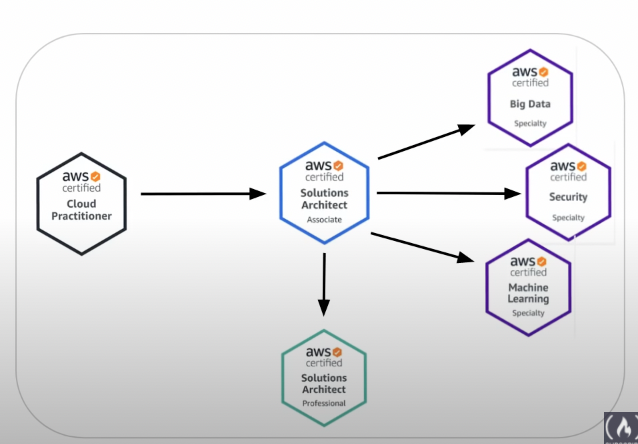 aws
certified
Cloud
Practitioner
aws
certified
Solutions
Architect
Associate
aws
certified
Big Data
Specialty
aws
certified
Security
Specialty
aws
certified
Machine
Learning
Specialty
aws
certified
Solutions
Architect
Professional